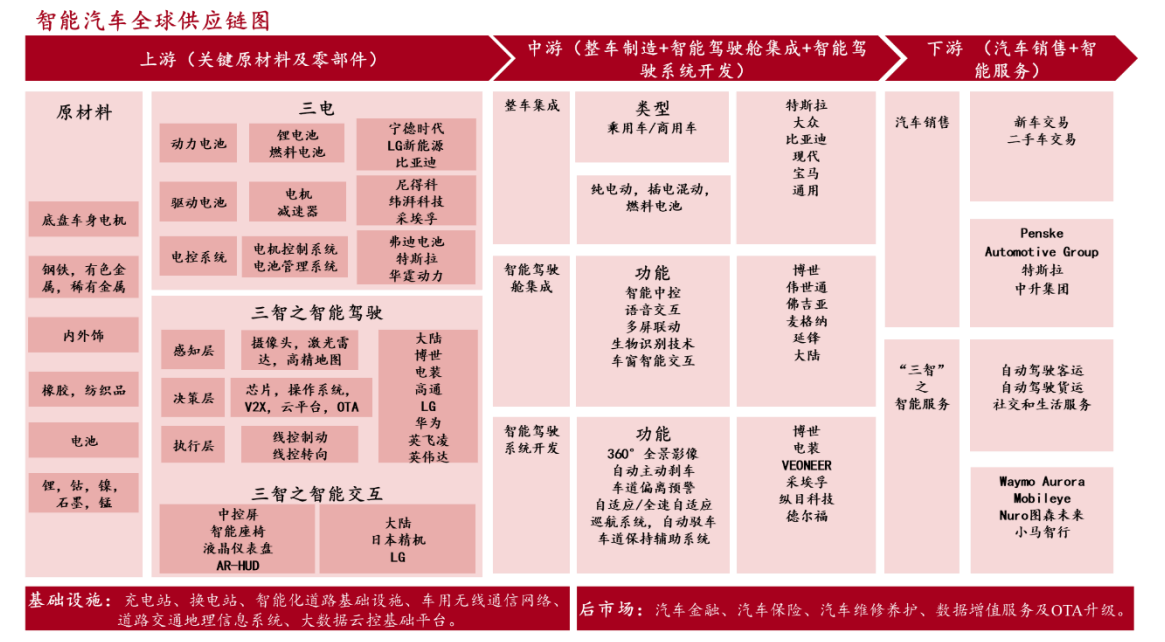 智能汽车全球供应链图
上游（关键原材料及零部件）
中游（整车制造+智能驾驶舱集成+智能驾
驶系统开发）
下游 （汽车销售+智
能服务）
原材料
底盘车身电机
钢铁，有色金
属，稀有金属
内外饰
橡胶，纺织品
电池
锂，钴，镍，
石墨，锰
三电
动力电池
锂电池
燃料电池
宁德时代
LG新能源
比亚迪
驱动电池
电机
减速器
尼得科
纬湃科技
采埃孚
电控系统
电机控制系统
电池管理系统
弗迪电池
特斯拉
华霆动力
三智之智能驾驶
感知层
摄像头，激光雷
达，高精地图
决策层
芯片，操作系统，
V2X，云平台，OTA
执行层
线控制动
线控转向
大陆
博世
电装
高通
LG
华为
英飞凌
英伟达
三智之智能交互
中控屏
智能座椅
液晶仪表盘
AR-HUD
大陆
日本精机
LG
整车集成
类型
乘用车/商用车
纯电动，插电混动，
燃料电池
特斯拉
大众
比亚迪
现代
宝马
通用
智能驾驶
舱集成
功能
智能中控
语音交互
多屏联动
生物识别技术
车窗智能交互
博世
伟世通
佛吉亚
麦格纳
延锋
大陆
智能驾驶
系统开发
功能
360°全景影像
自动主动刹车
车道偏离预警
自适应/全速自适应
巡航系统，自动驳车
车道保持辅助系统
博世
电装
VEONEER
采埃孚
纵目科技
德尔福
汽车销售
新车交易
二手车交易
Penske
Automotive Group
特斯拉
中升集团
“三智”
之
智能服务
自动驾驶客运
自动驾驶货运
社交和生活服务
Waymo Aurora
Mobileye
Nuro图森未来
小马智行
基础设施：充电站、换电站、智能化道路基础设施、车用无线通信网络、
道路交通地理信息系统、大数据云控基础平台。
后市场：汽车金融、汽车保险、汽车维修养护、数据增值服务及OTA升级。